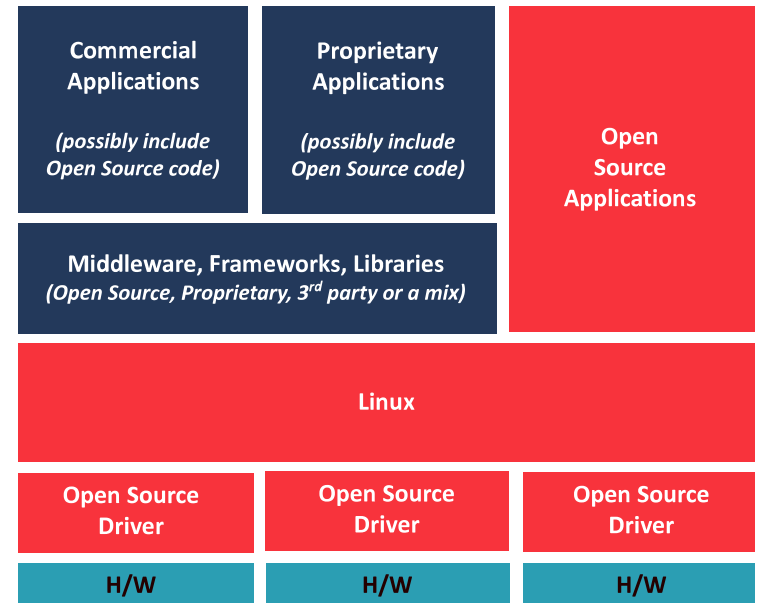 Commercial
Applications
(possibly include
Open Source code)
Proprietary
Applications
(possibly include
Open Source code)
Open
Source
Applications
Middleware, Frameworks, Libraries
(Open Source, Proprietary, 3rd party or a mix)
Linux
Open Source
Driver
Open Source
Driver
Open Source
Driver
H/W
H/W
H/W